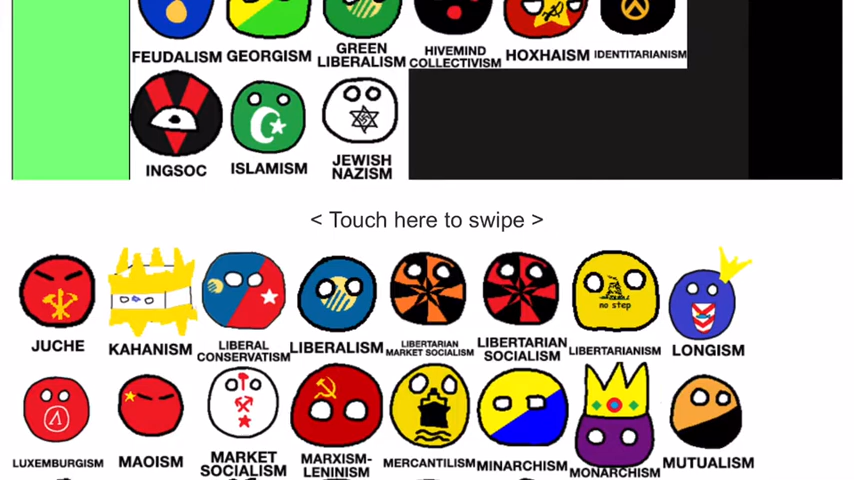 FEUDALISM GEORGISM GREEN LIBERALISM HIVEMIND COLLECTIVISM HOXHAISM IDENTITARIANISM
INGSOC ISLAMISM JEWISH NAZISM
< Touch here to swipe >
no step
JUCHE KAHANISM LIBERAL CONSERVATISM LIBERALISM LIBERTARIAN MARKET SOCIALISM LIBERTARIAN SOCIALISM LIBERTARIANISM LONGISM
LUXEMBURGISM MAOISM MARKET SOCIALISM MARXISM-LENINISM MERCANTILISM MINARCHISM MONARCHISM MUTUALISM